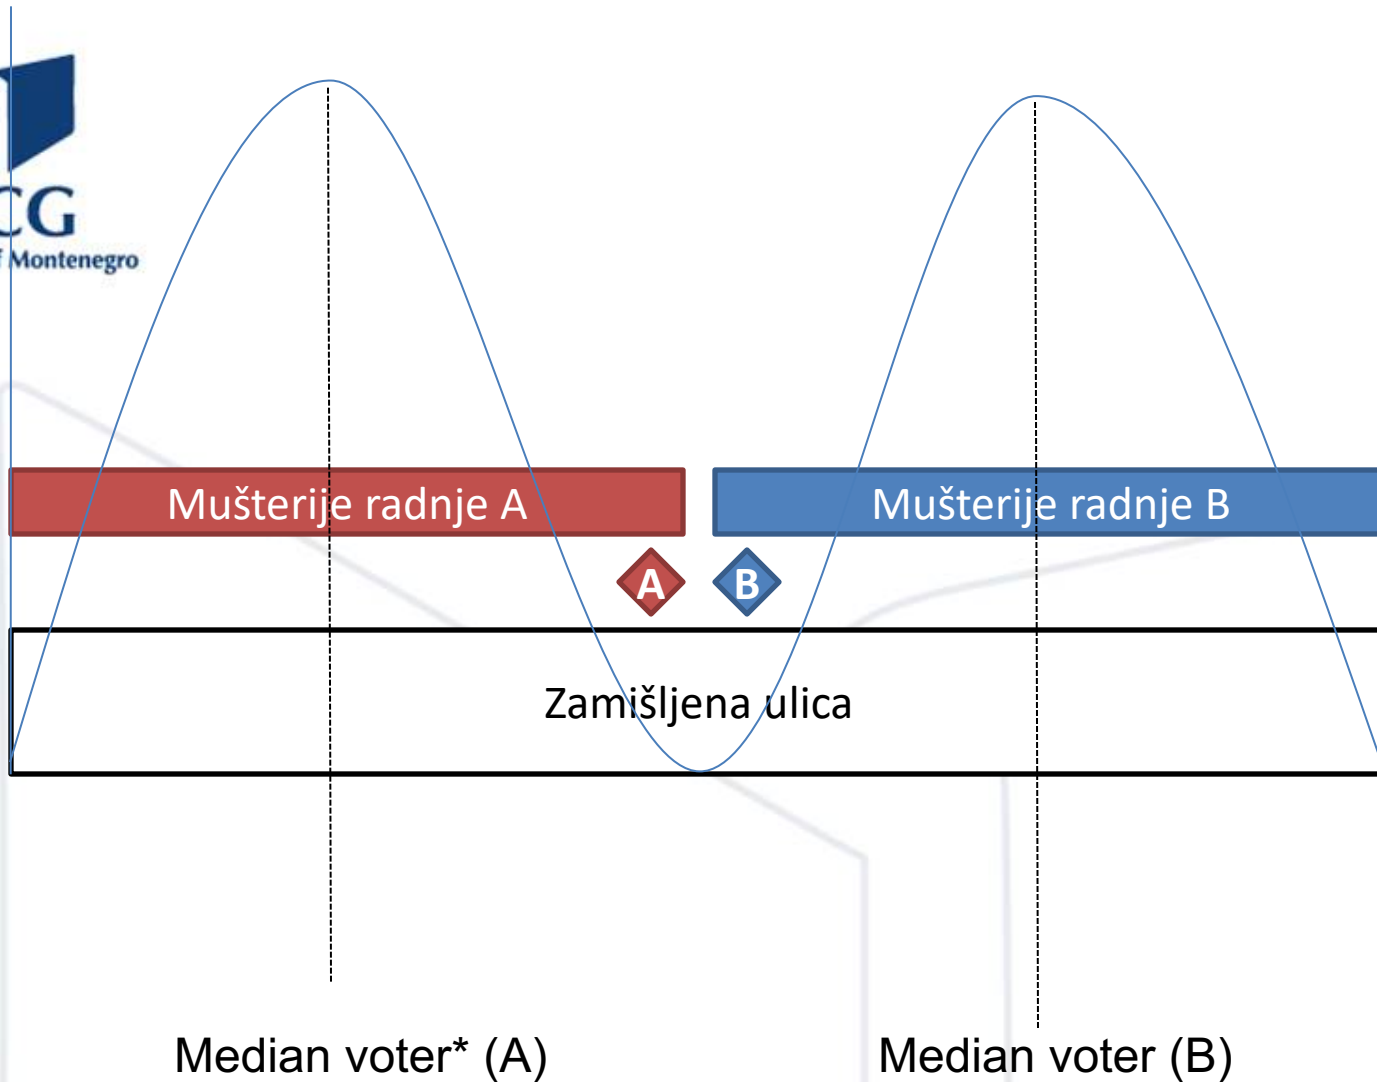 CG
Montenegro
Mušterije radnje A
Mušterije radnje B
A
B
Zamišljena ulica
Median voter* (A)
Median voter (B)